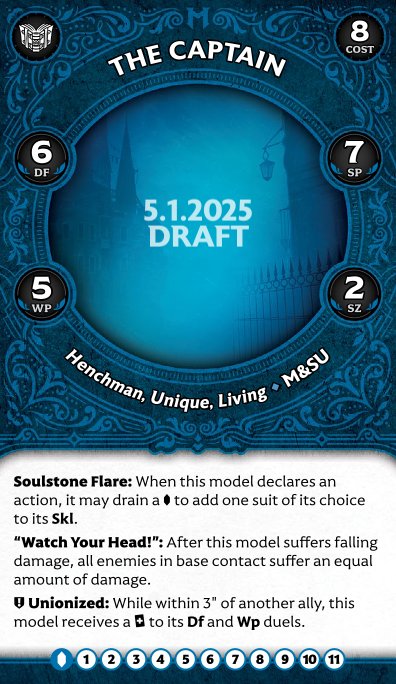 8
COST
THE CAPTAIN
6
DF
7
SP
5.1.2025
DRAFT
5
WP
2
SZ
Henchman, Unique, Living • M&SU
Soulstone Flare: When this model declares an
action, it may drain a to add one suit of its choice
to its Skl.
“Watch Your Head!”: After this model suffers falling
damage, all enemies in base contact suffer an equal
amount of damage.
Unionized: While within 3" of another ally, this
model receives a to its Df and Wp duels.
1 2 3 4 5 6 7 8 9 10 11